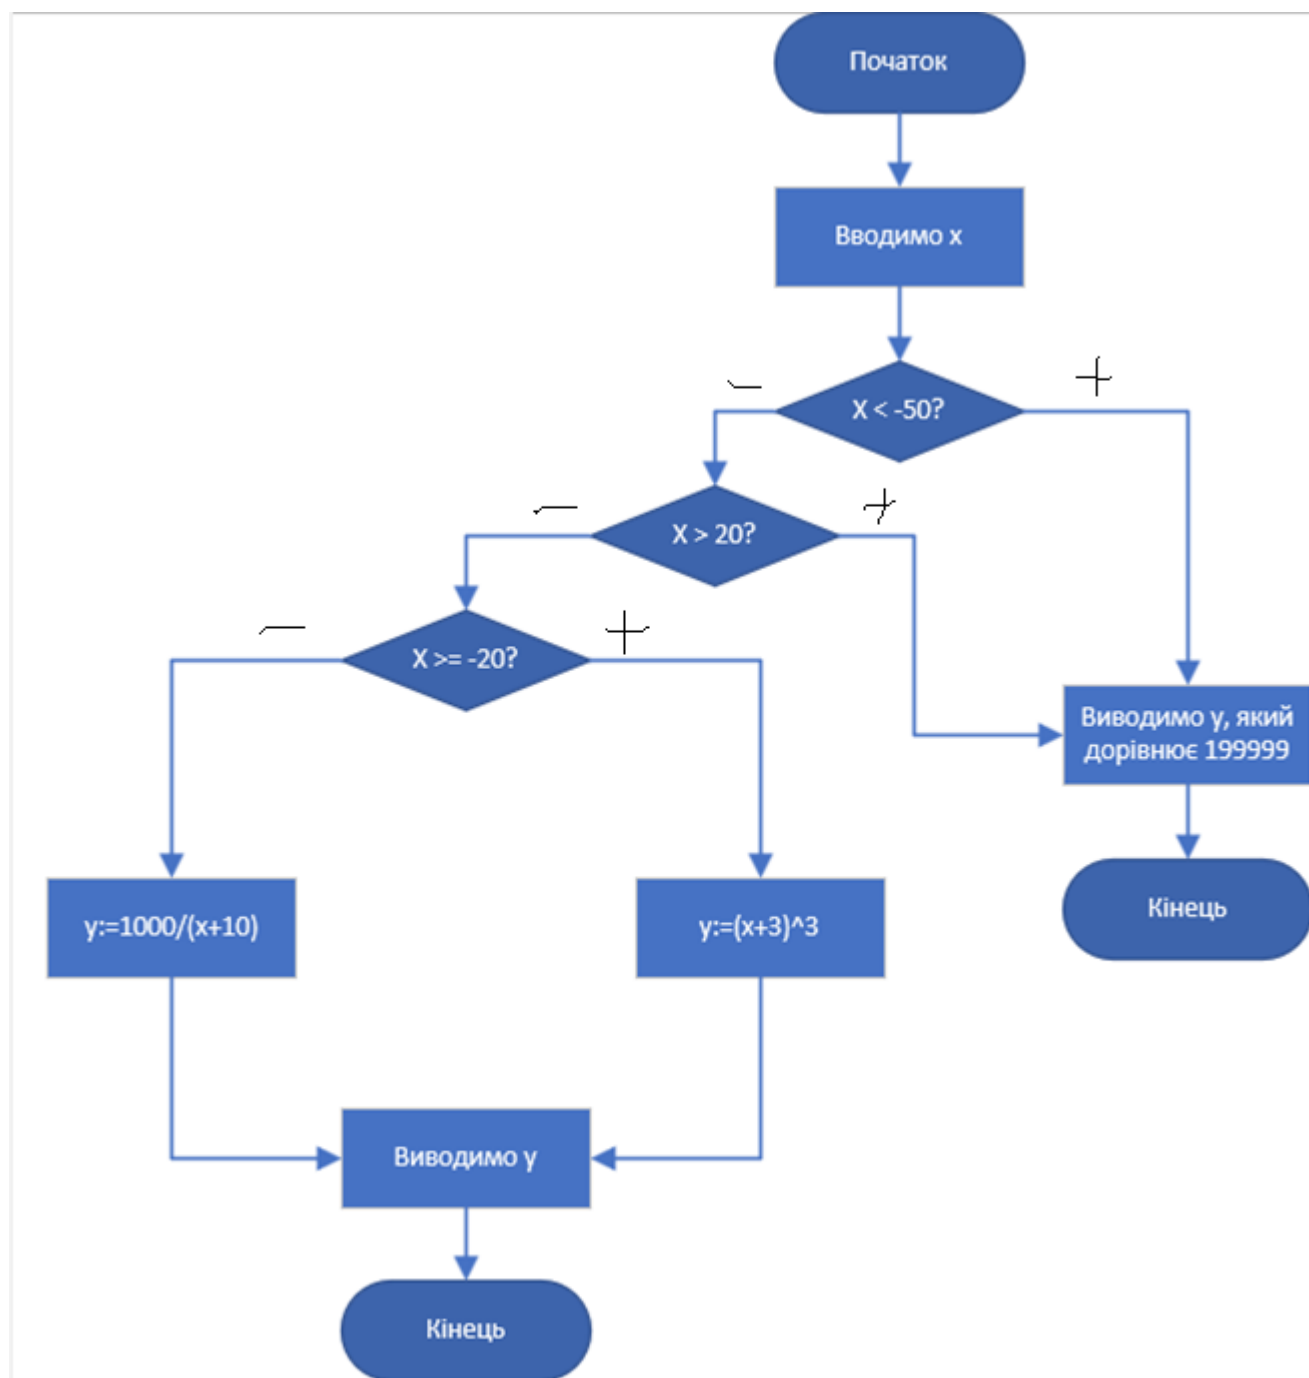 Початок
Вводимо x
—
+
X < -50?
—
+
X > 20?
—
+
X >= -20?
Виводимо y, який
дорівнює 199999
y:=1000/(x+10)
y:=(x+3)^3
Кінець
Виводимо y
Кінець